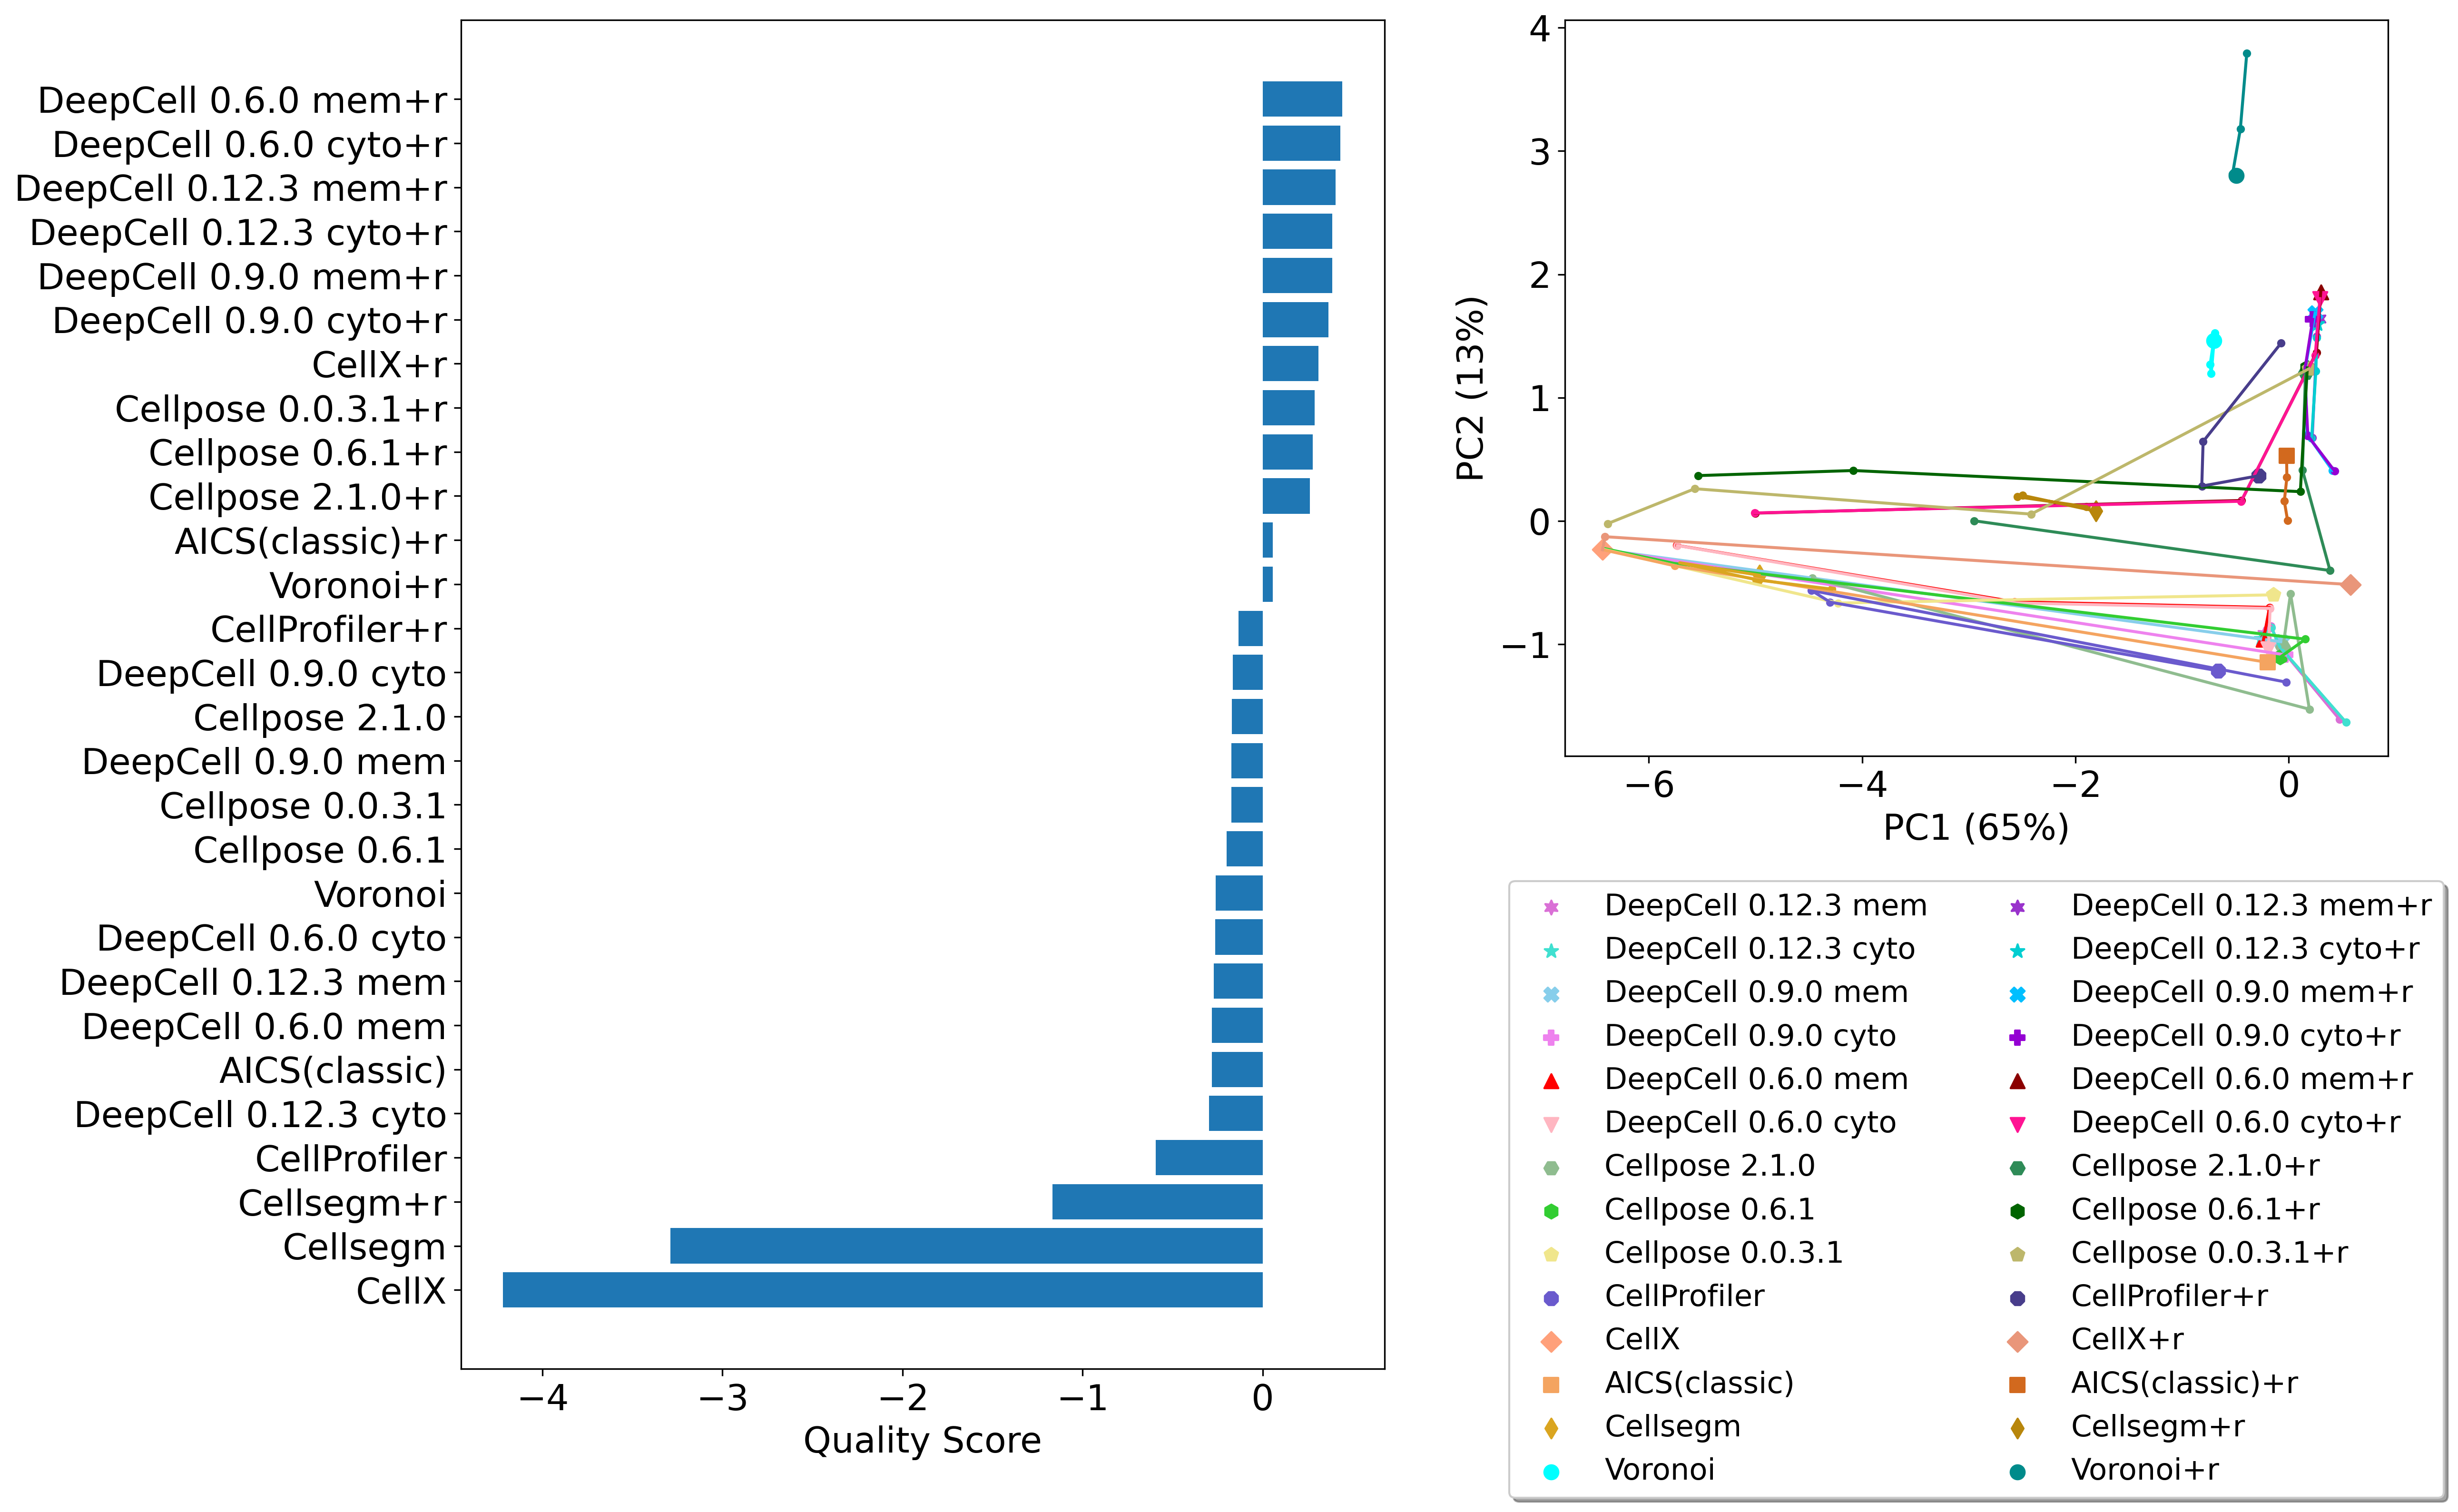 DeepCell 0.6.0 mem+r
DeepCell 0.6.0 cyto+r
DeepCell 0.12.3 mem+r
DeepCell 0.12.3 cyto+r
DeepCell 0.9.0 mem+r
DeepCell 0.9.0 cyto+r
CellX+r
Cellpose 0.0.3.1+r
Cellpose 0.6.1+r
Cellpose 2.1.0+r
AICS(classic)+r
Voronoi+r
CellProfiler+r
DeepCell 0.9.0 cyto
Cellpose 2.1.0
DeepCell 0.9.0 mem
Cellpose 0.0.3.1
Cellpose 0.6.1
Voronoi
DeepCell 0.6.0 cyto
DeepCell 0.12.3 mem
DeepCell 0.6.0 mem
AICS(classic)
DeepCell 0.12.3 cyto
CellProfiler
Cellsegm+r
Cellsegm
CellX
−4 −3 −2 −1 0
Quality Score
4
3
2
1
0
−1
PC2 (13%)
−6 −4 −2 0
PC1 (65%)
DeepCell 0.12.3 mem
DeepCell 0.12.3 cyto
DeepCell 0.9.0 mem
DeepCell 0.9.0 cyto
DeepCell 0.6.0 mem
DeepCell 0.6.0 cyto
Cellpose 2.1.0
Cellpose 0.6.1
Cellpose 0.0.3.1
CellProfiler
CellX
AICS(classic)
Cellsegm
Voronoi
DeepCell 0.12.3 mem+r
DeepCell 0.12.3 cyto+r
DeepCell 0.9.0 mem+r
DeepCell 0.9.0 cyto+r
DeepCell 0.6.0 mem+r
DeepCell 0.6.0 cyto+r
Cellpose 2.1.0+r
Cellpose 0.6.1+r
Cellpose 0.0.3.1+r
CellProfiler+r
CellX+r
AICS(classic)+r
Cellsegm+r
Voronoi+r